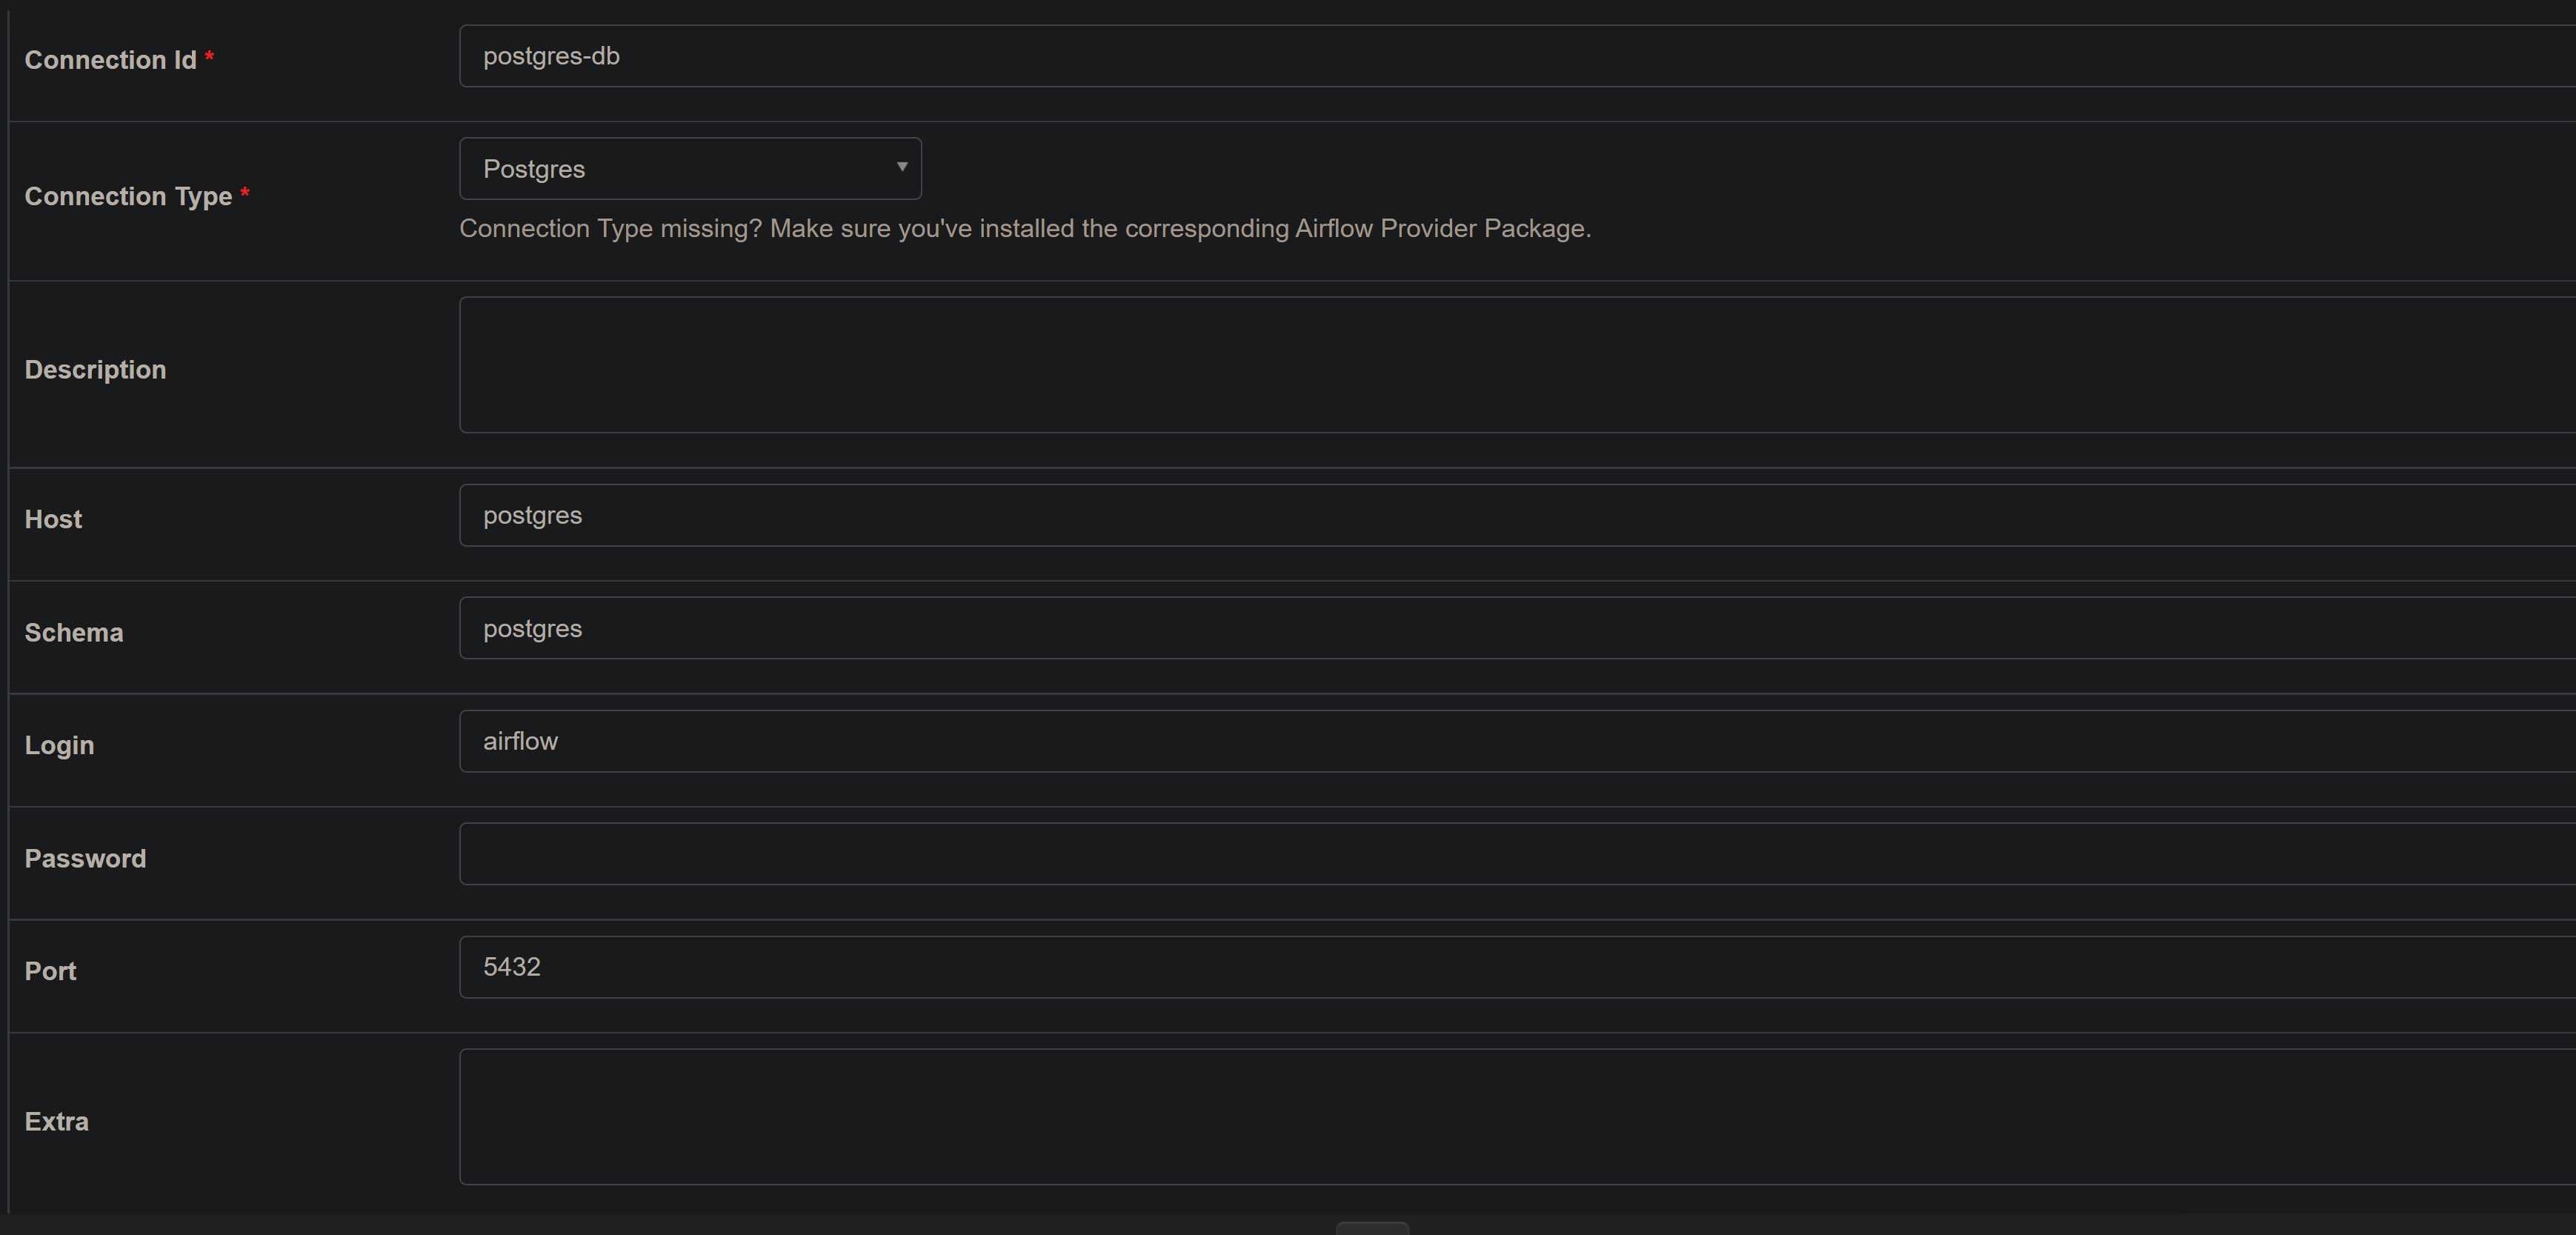 Connection Id *
postgres-db
Connection Type *
Postgres
Connection Type missing? Make sure you've installed the corresponding Airflow Provider Package.
Description
Host
postgres
Schema
postgres
Login
airflow
Password
Port
5432
Extra